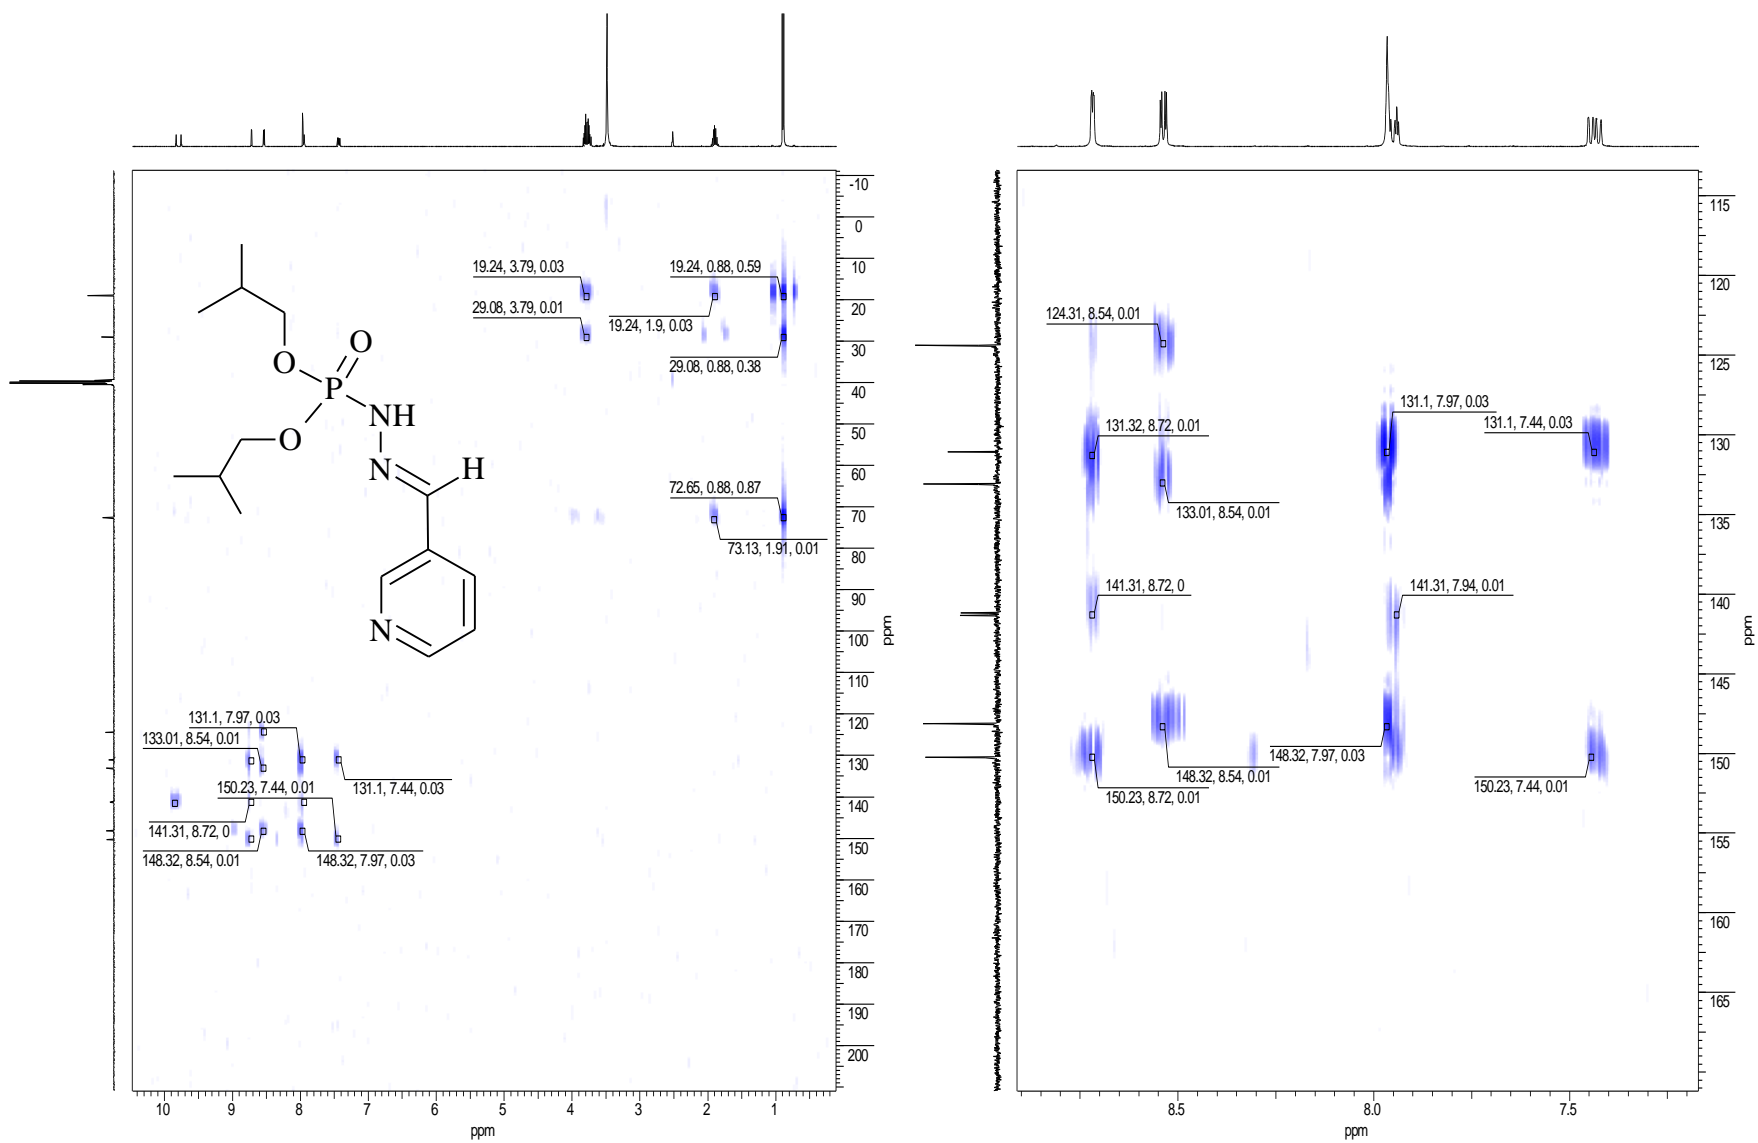 19.24, 3.79, 0.03
19.24, 0.88, 0.59
29.08, 3.79, 0.01
19.24, 1.9, 0.03
29.08, 0.88, 0.38
O
O
P
NH
O
N
H
72.65, 0.88, 0.87
73.13, 1.91, 0.01
N
131.1, 7.97, 0.03
133.01, 8.54, 0.01
131.1, 7.44, 0.03
150.23, 7.44, 0.01
141.31, 8.72, 0
148.32, 8.54, 0.01
148.32, 7.97, 0.03
-10
0
10
20
30
40
50
60
70
80
90
100
110
120
130
140
150
160
170
180
190
200
ppm
10 9 8 7 6 5 4 3 2 1
ppm
124.31, 8.54, 0.01
131.1, 7.97, 0.03
131.1, 7.44, 0.03
131.32, 8.72, 0.01
133.01, 8.54, 0.01
141.31, 8.72, 0
141.31, 7.94, 0.01
148.32, 7.97, 0.03
148.32, 8.54, 0.01
150.23, 7.44, 0.01
150.23, 8.72, 0.01
115
120
125
130
135
140
145
150
155
160
165
ppm
8.5 8.0 7.5
ppm